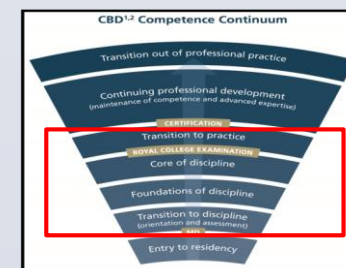 CBD1,2 Competence Continuum
Transition out of professional practice
Continuing professional development
(maintenance of competence and advanced expertise)
CERTIFICATION
Transition to practice
ROYAL COLLEGE EXAMINATION
Core of discipline
Foundations of discipline
Transition to discipline
(orientation and assessment)
MD
Entry to residency